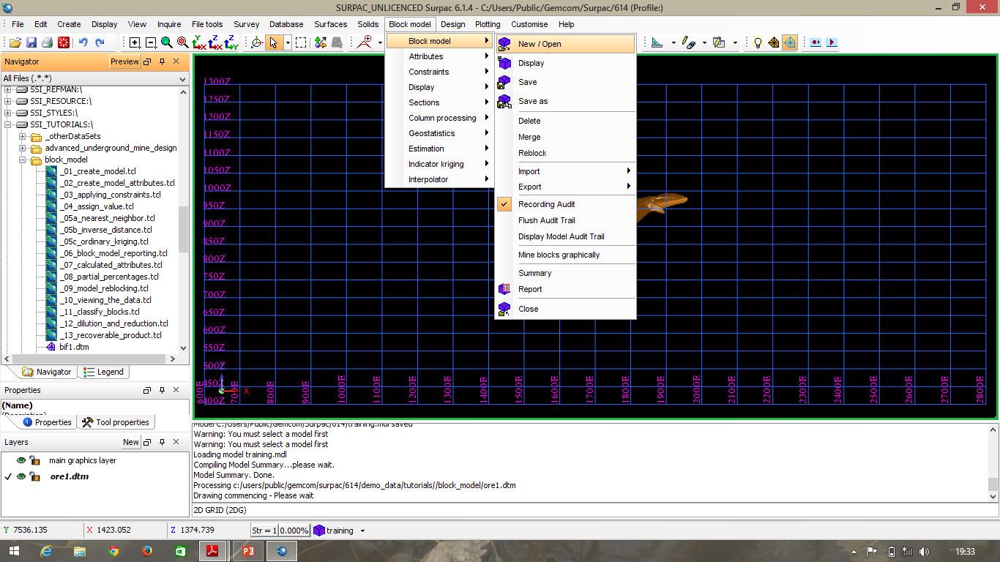 SURPAC_UNLICENCED Surpac 6.1.4 - C:/Users/Public/Gemcom/Surpac/614 (Profile:)
File Edit Create Display View Inquire File tools Survey Database Surfaces Solids Block model Design Plotting Customise Help
Navigator Preview
All Files (.*.*)
SSI_REFMAN:\
SSI_RESOURCE:\
SSI_STYLES:\
SSI_TUTORIALS:\
_otherDataSets
advanced_underground_mine_design
block_model
_01_create_model.tcl
_02_create_model_attributes.tcl
_03_applying_constraints.tcl
_04_assign_value.tcl
_05a_nearest_neighbor.tcl
_05b_inverse_distance.tcl
_05c_ordinary_kriging.tcl
_06_block_model_reporting.tcl
_07_calculated_attributes.tcl
_08_partial_percentages.tcl
_09_model_reblocking.tcl
_10_viewing_the_data.tcl
_11_classify_blocks.tcl
_12_dilution_and_reduction.tcl
_13_recoverable_product.tcl
bif1.dtm
Navigator Legend
Properties
(Name)
Properties Tool properties
Layers New
main graphics layer
ore1.dtm
Block model
Attributes
Constraints
Display
Sections
Column processing
Geostatistics
Estimation
Indicator kriging
Interpolator
New / Open
Display
Save
Save as
Delete
Merge
Reblock
Import
Export
Recording Audit
Flush Audit Trail
Display Model Audit Trail
Mine blocks graphically
Summary
Report
Close
1300Z
1250Z
1200Z
1150Z
1100Z
1050Z
1000Z
950Z
900Z
850Z
800Z
750Z
700Z
650Z
600Z
550Z
500Z
450Z
400Z
X
600E 700E 800E 900E 1000E 1100E 1200E 1300E 1400E 1500E 1600E 1700E 1800E 1900E 2000E 2100E 2200E 2300E 2400E 2500E 2600E 2700E 2800E
Model C:/Users/Public/Gemcom/Surpac/614/training.mdl saved
Warning: You must select a model first
Warning: You must select a model first
Loading model training.mdl
Compiling Model Summary...please wait.
Model Summary. Done.
Processing c:/users/public/gemcom/surpac/614/demo_data/tutorials//block_model/ore1.dtm
Drawing commencing - Please wait
2D GRID (2DG)
Y 7536.135 X 1423.052 Z 1374.739 Str = 1 0.000% training
19:33